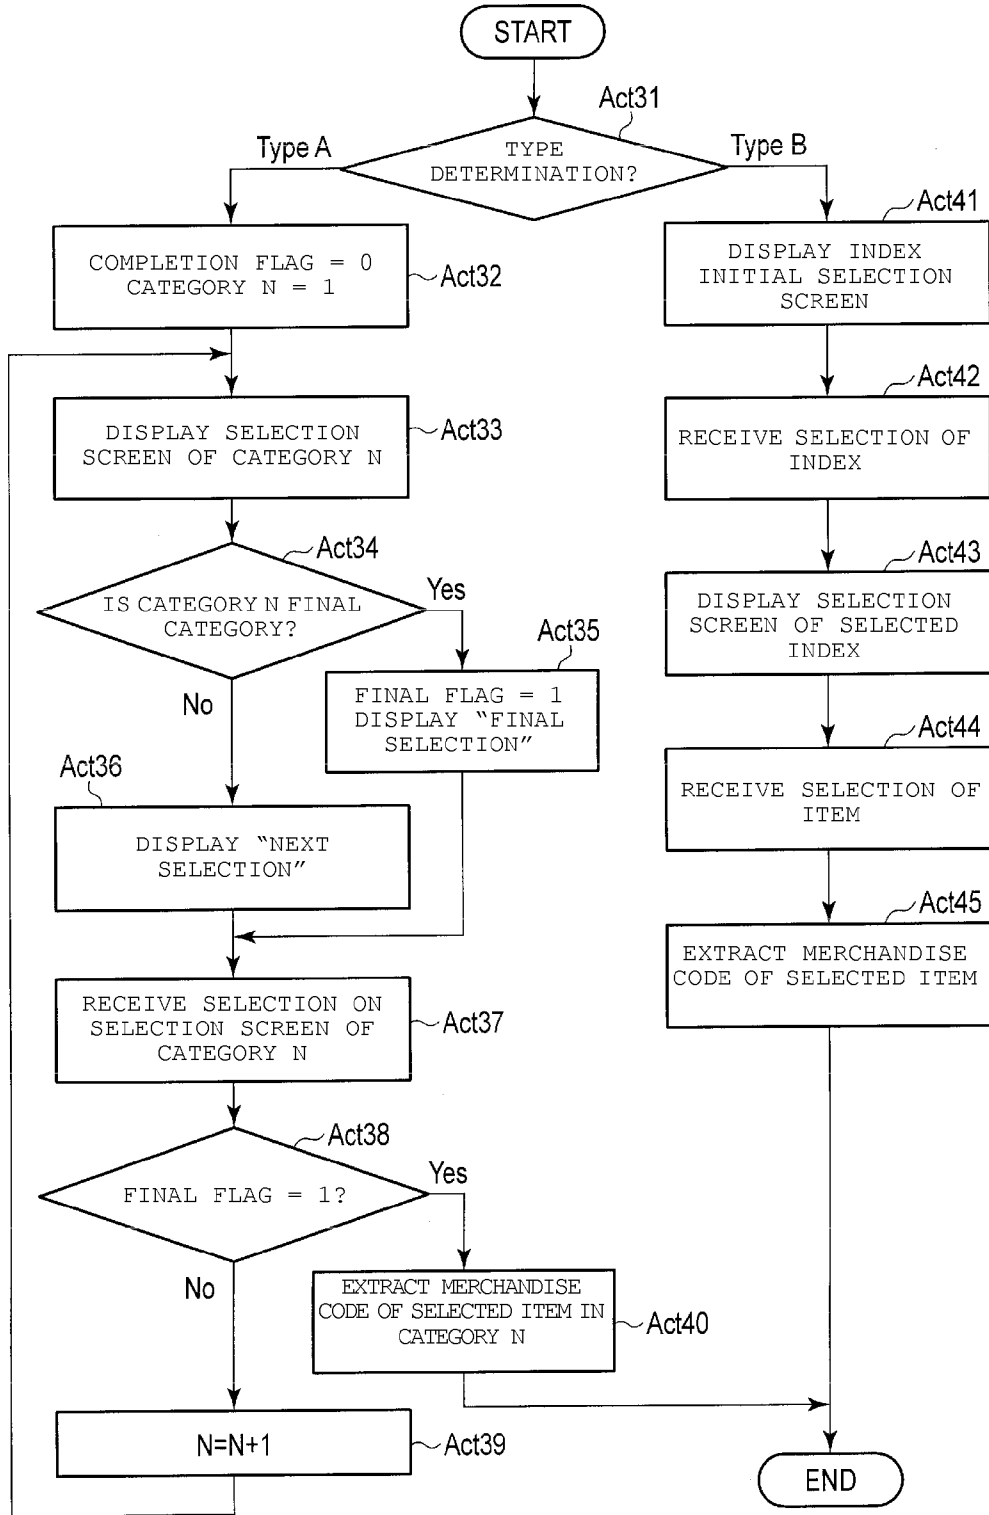 START
Act31
TYPE
DETERMINATION?
Type A
Type B
COMPLETION FLAG = 0
CATEGORY N = 1
Act32
DISPLAY SELECTION
SCREEN OF CATEGORY N
Act33
Act34
IS CATEGORY N FINAL
CATEGORY?
Yes
No
Act35
FINAL FLAG = 1
DISPLAY “FINAL
SELECTION”
Act36
DISPLAY “NEXT
SELECTION”
RECEIVE SELECTION ON
SELECTION SCREEN OF
CATEGORY N
Act37
Act38
FINAL FLAG = 1?
Yes
No
EXTRACT MERCHANDISE
CODE OF SELECTED ITEM IN
CATEGORY N
Act40
N=N+1
Act39
Act41
DISPLAY INDEX
INITIAL SELECTION
SCREEN
Act42
RECEIVE SELECTION OF
INDEX
Act43
DISPLAY SELECTION
SCREEN OF SELECTED
INDEX
Act44
RECEIVE SELECTION OF
ITEM
Act45
EXTRACT MERCHANDISE
CODE OF SELECTED ITEM
END